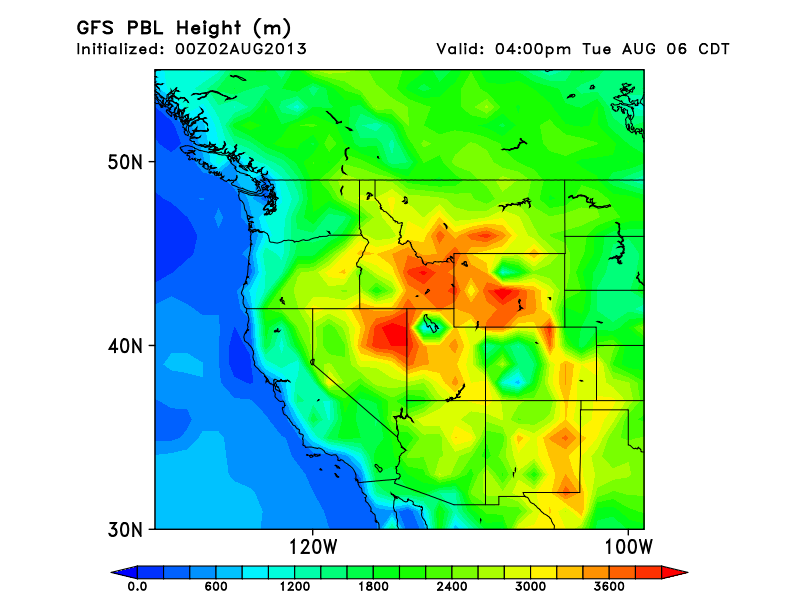 GFS PBL Height (m)
Initialized: 00Z02AUG2013 Valid: 04:00pm Tue AUG 06 CDT
50N
40N
30N
120W 100W
0.0 600 1200 1800 2400 3000 3600